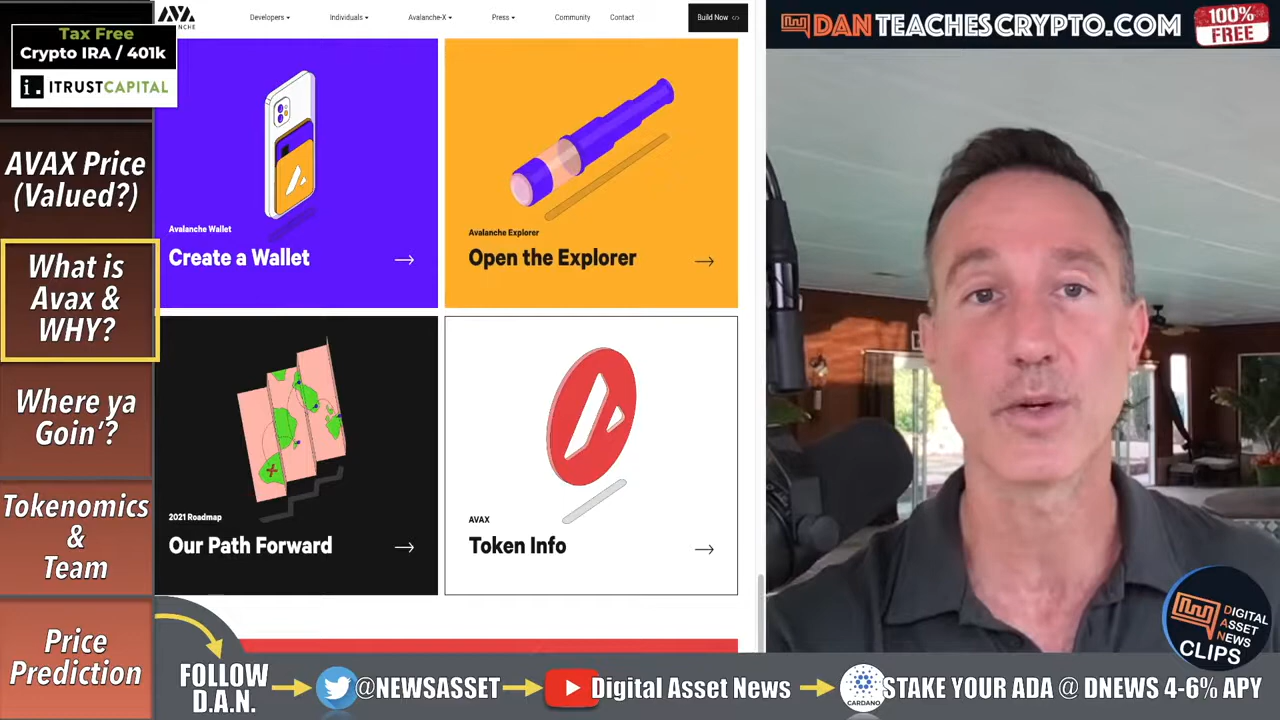 Tax Free
Crypto IRA / 401k
i. ITRUSTCAPITAL
AVAX Price
(Valued?)
What is
Avax &
WHY?
Where ya
Goin'?
Tokenomics
&
Team
Price
Prediction
Developers
Individuals
Avalanche-X
Press
Community
Contact
Build Now </>
Avalanche Wallet
Create a Wallet
Avalanche Explorer
Open the Explorer
2021 Roadmap
Our Path Forward
AVAX
Token Info
DANTEACHESCRYPTO.COM
100%
FREE
DIGITAL
ASSET
NEWS
CLIPS
FOLLOW
D.A.N.
@NEWSASSET
Digital Asset News
CARDANO
STAKE YOUR ADA @ DNEWS 4-6% APY